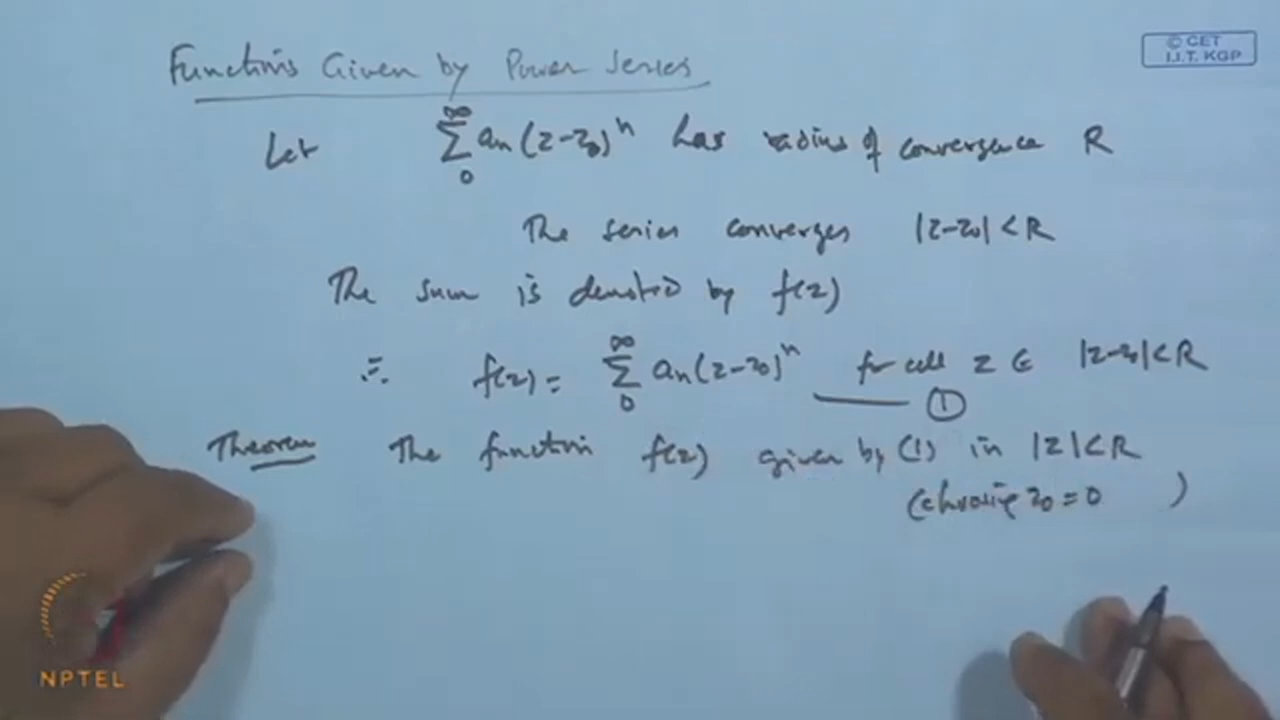 Functions Given by Power Series
© CET
I.I.T. KGP
Let ∑_0^∞ an (z-z0)^n has radius of convergence R
The series converges |z-z0| < R
The sum is denoted by f(z)
∴ f(z) = ∑_0^∞ an (z-z0)^n for all z ∈ |z-z0| < R
①
Theorem The function f(z) given by (1) in |z| < R
(choosing z0 = 0 )
NPTEL